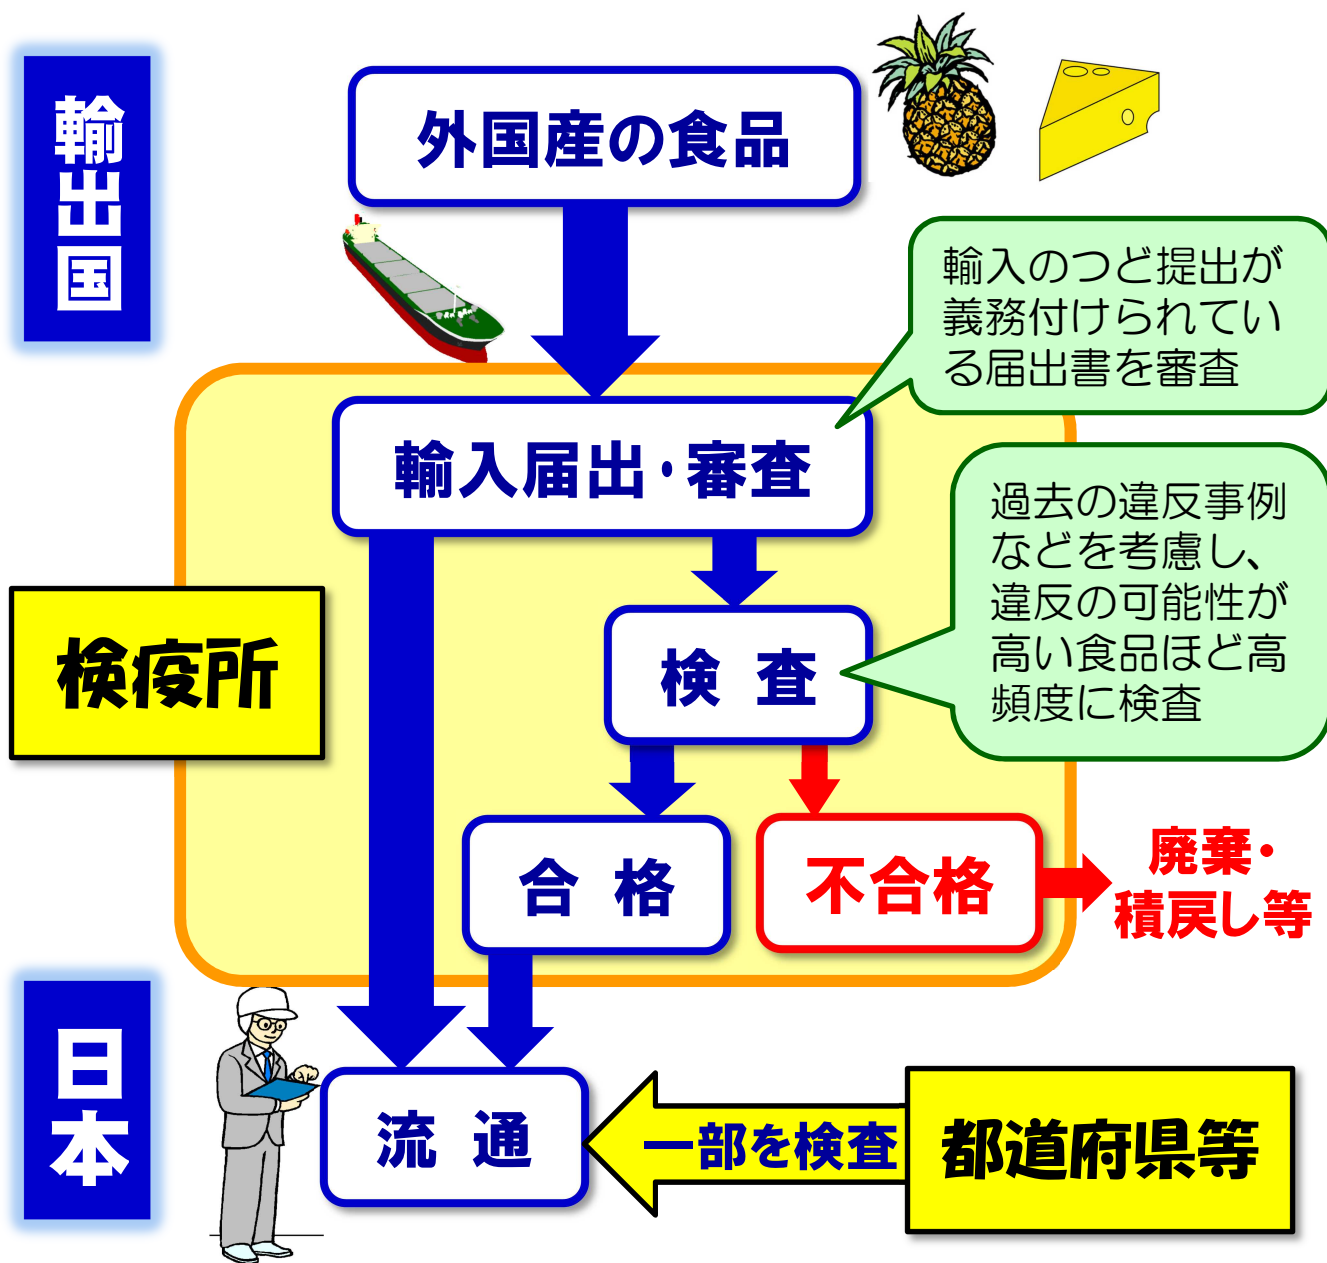 輸出国
外国産の食品
輸入のつど提出が
義務付けられてい
る届出書を審査
輸入届出・審査
過去の違反事例
などを考慮し、
違反の可能性が
高い食品ほど高
頻度に検査
検疫所
検 査
合 格
不合格
廃棄・
積戻し等
日本
流 通
一部を検査
都道府県等